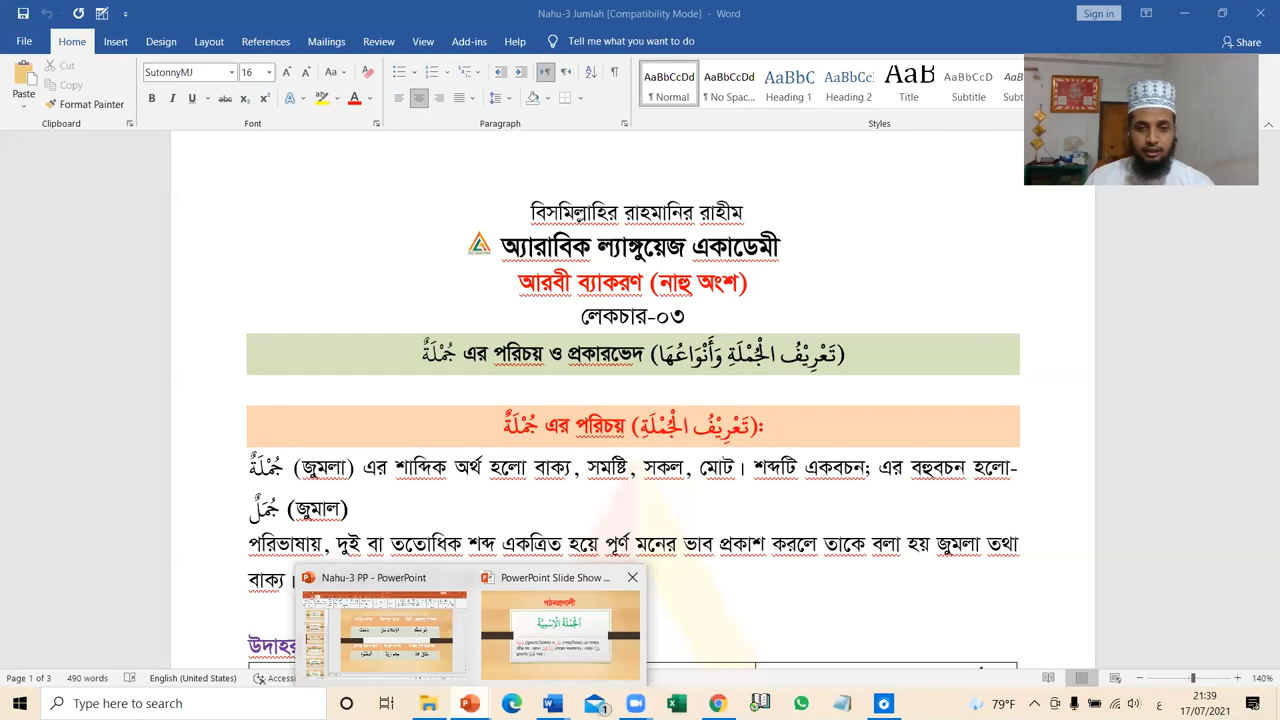 Nahu-3 Jumlah [Compatibility Mode] - Word
Sign in
File Home Insert Draw Design Layout References Mailings Review View Add-ins Help Tell me what you want to do
Share
Paste
Cut
Copy
Format Painter
Clipboard
SutonnyMJ 16
Font
Paragraph
AaBbCcDd AaBbCcDd AaBbC AaBbCc AaB AaBbCcD
¶ Normal ¶ No Spac... Heading 1 Heading 2 Title Subtitle
Styles
বিসমিল্লাহির রাহমানির রাহীম
অ্যারাবিক ল্যাঙ্গুয়েজ একাডেমী
আরবী ব্যাকরণ (নাহু অংশ)
লেকচার-০৩
جُمْلَةٌ এর পরিচয় ও প্রকারভেদ (تَعْرِيْفُ الْجُمْلَةِ وَأَنْوَاعُهَا)
جُمْلَةٌ এর পরিচয় (تَعْرِيْفُ الْجُمْلَةِ):
جُمْلَةٌ (জুমলা) এর শাব্দিক অর্থ হলো বাক্য, সমষ্টি, সকল, মোট। শব্দটি একবচন; এর বহুবচন হলো-
جُمَلٌ (জুমাল)
পরিভাষায়, দুই বা ততোধিক শব্দ একত্রিত হয়ে পূর্ণ মনের ভাব প্রকাশ করলে তাকে বলা হয় জুমলা তথা
বাক্য।
Nahu-3 PP - PowerPoint
PowerPoint Slide Show ...
গঠনপ্রণালী
اَلْجُمْلَةُ الْاِسْمِيَّةُ
Page 1 of 3 490 words English (United States) 140%
Type here to search
79°F
21:39
17/07/2021